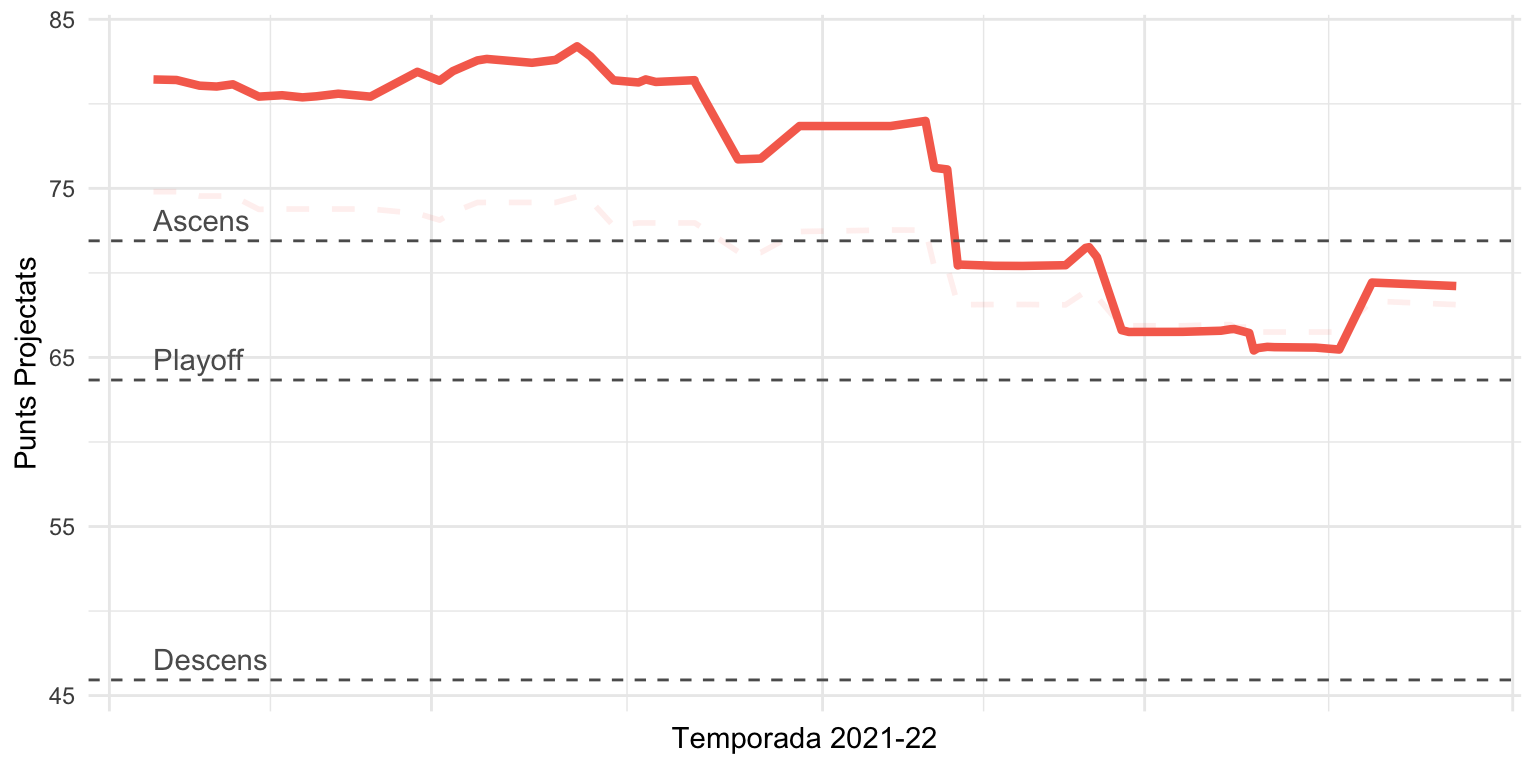 85
75
65
55
45
Punts Projectats
Ascens
Playoff
Descens
Temporada 2021-22